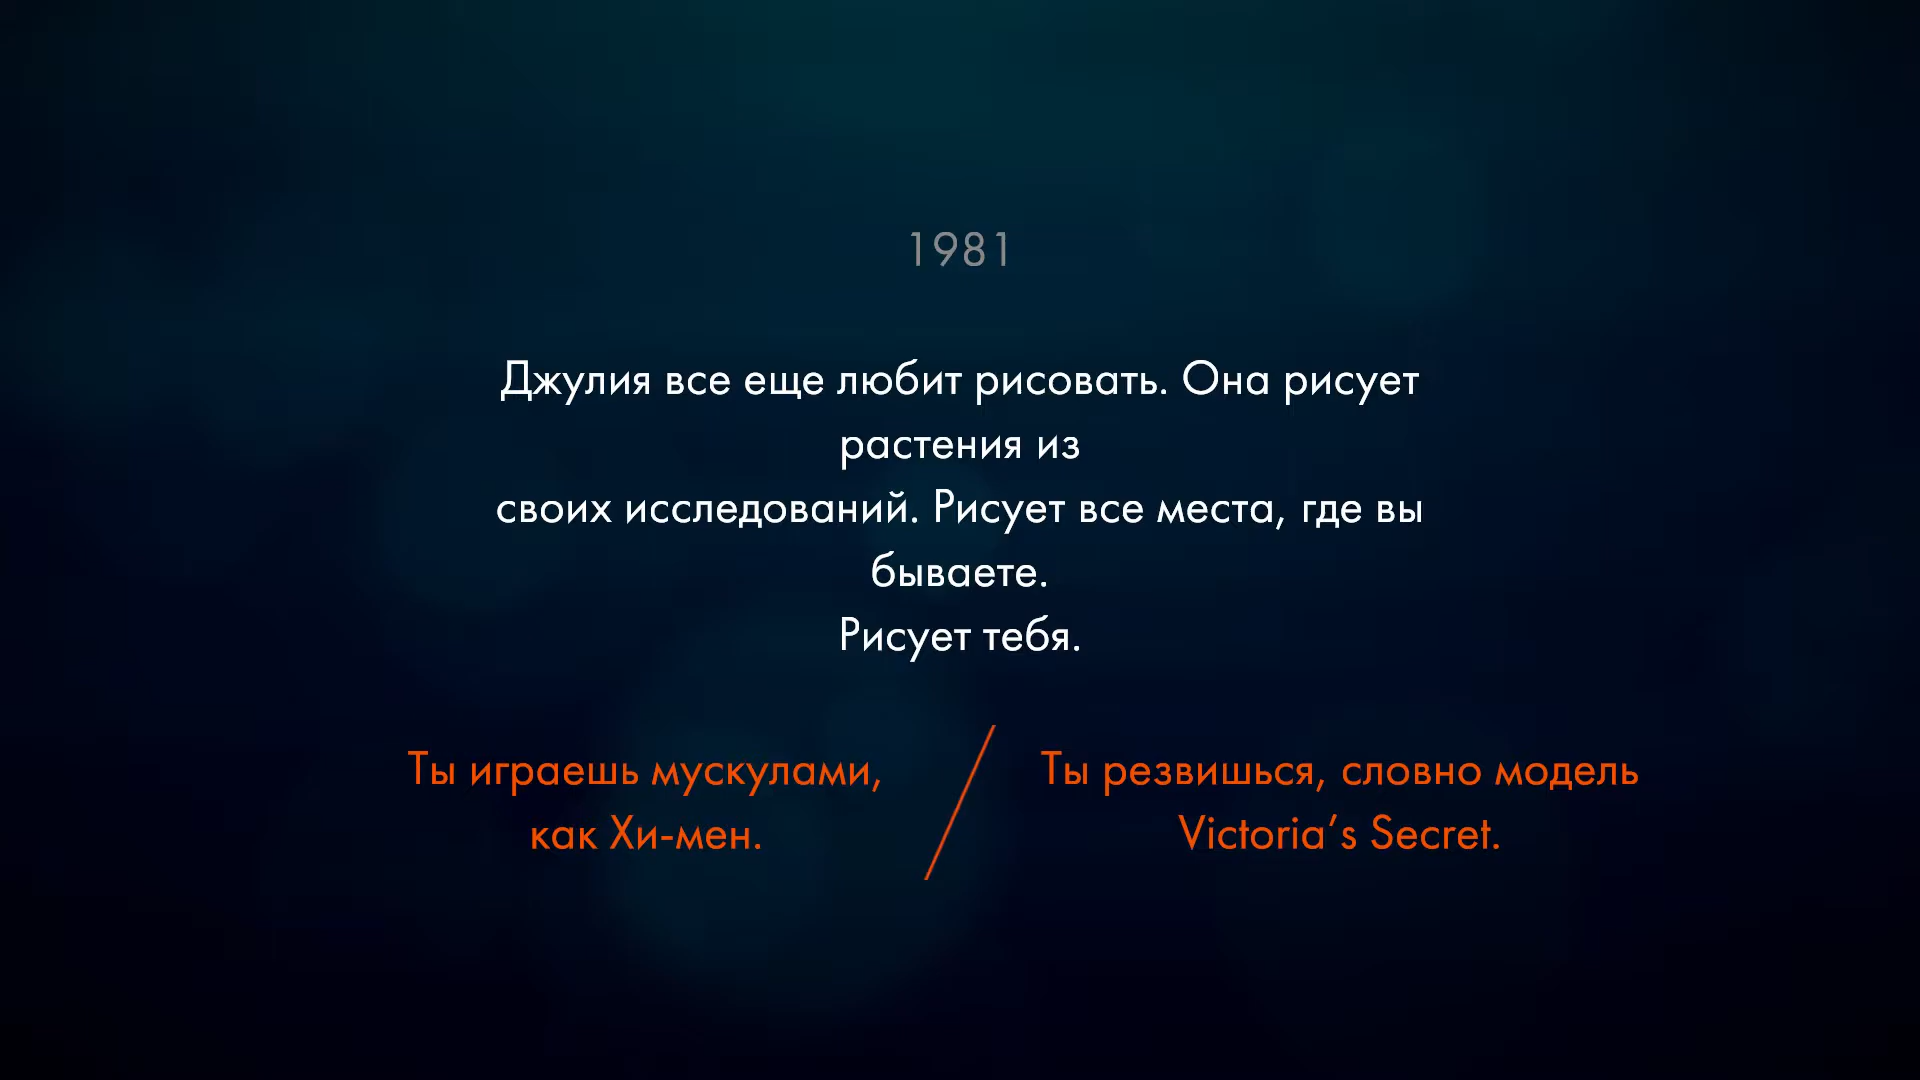 1981
Джулия все еще любит рисовать. Она рисует
растения из
своих исследований. Рисует все места, где вы
бываете.
Рисует тебя.
Ты играешь мускулами,
как Хи-мен.
Ты резвишься, словно модель
Victoria’s Secret.